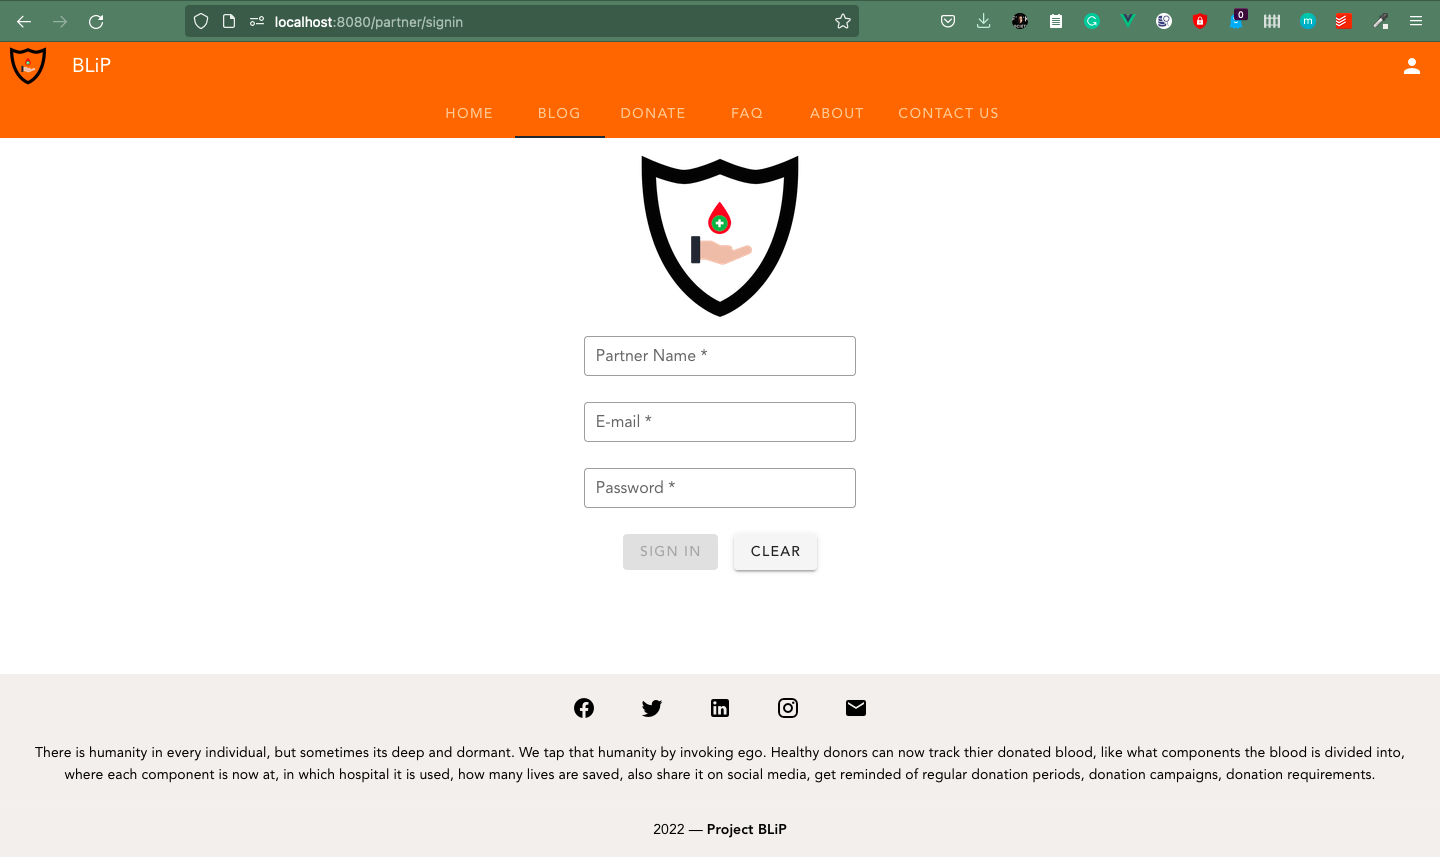 localhost:8080/partner/signin
0
m
BLiP
HOME BLOG DONATE FAQ ABOUT CONTACT US
Partner Name *
E-mail *
Password *
SIGN IN CLEAR
There is humanity in every individual, but sometimes its deep and dormant. We tap that humanity by invoking ego. Healthy donors can now track thier donated blood, like what components the blood is divided into,
where each component is now at, in which hospital it is used, how many lives are saved, also share it on social media, get reminded of regular donation periods, donation campaigns, donation requirements.
2022 — Project BLiP